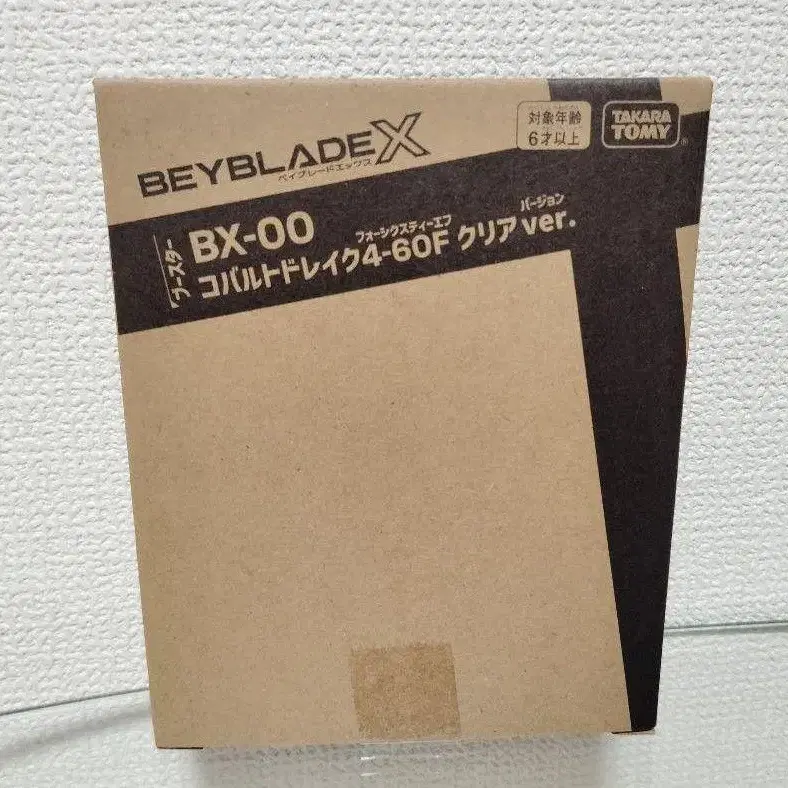 対象年齢
6才以上
TAKARA
TOMY
BEYBLADE X
ベイブレードエックス
ブースター
BX-00
フォーシックスティーエフ
バージョン
コバルトドレイク4-60F クリアver.